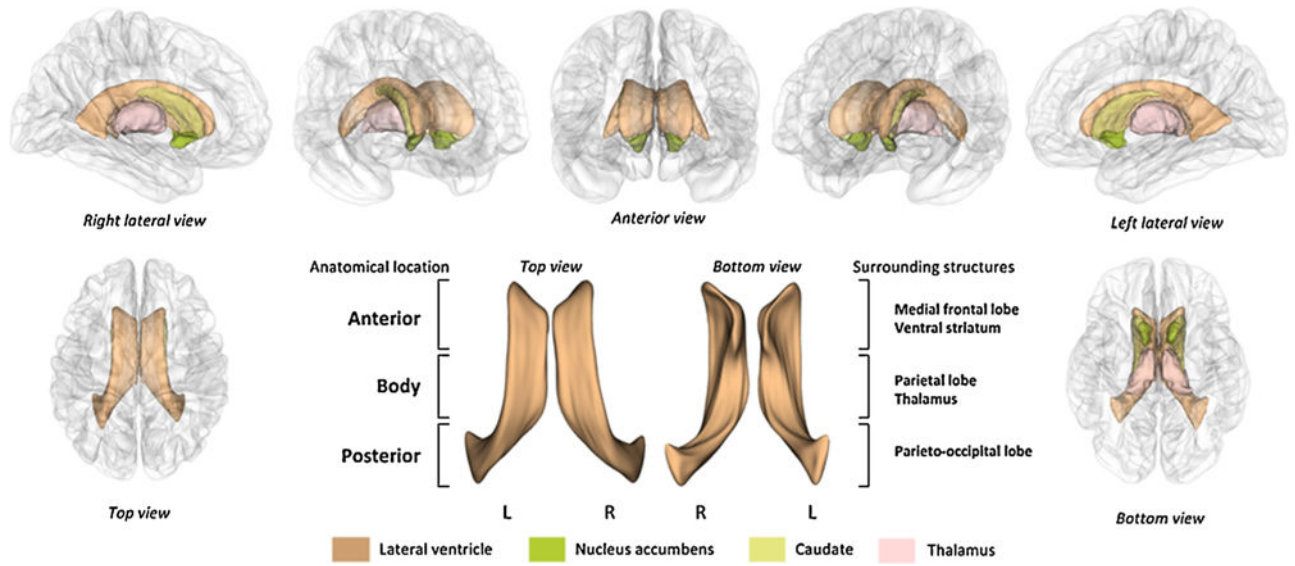 Right lateral view
Anterior view
Left lateral view
Anatomical location
Top view
Bottom view
Surrounding structures
Anterior
Medial frontal lobe
Ventral striatum
Body
Parietal lobe
Thalamus
Posterior
Parieto-occipital lobe
Top view
L R R L
Bottom view
Lateral ventricle
Nucleus accumbens
Caudate
Thalamus